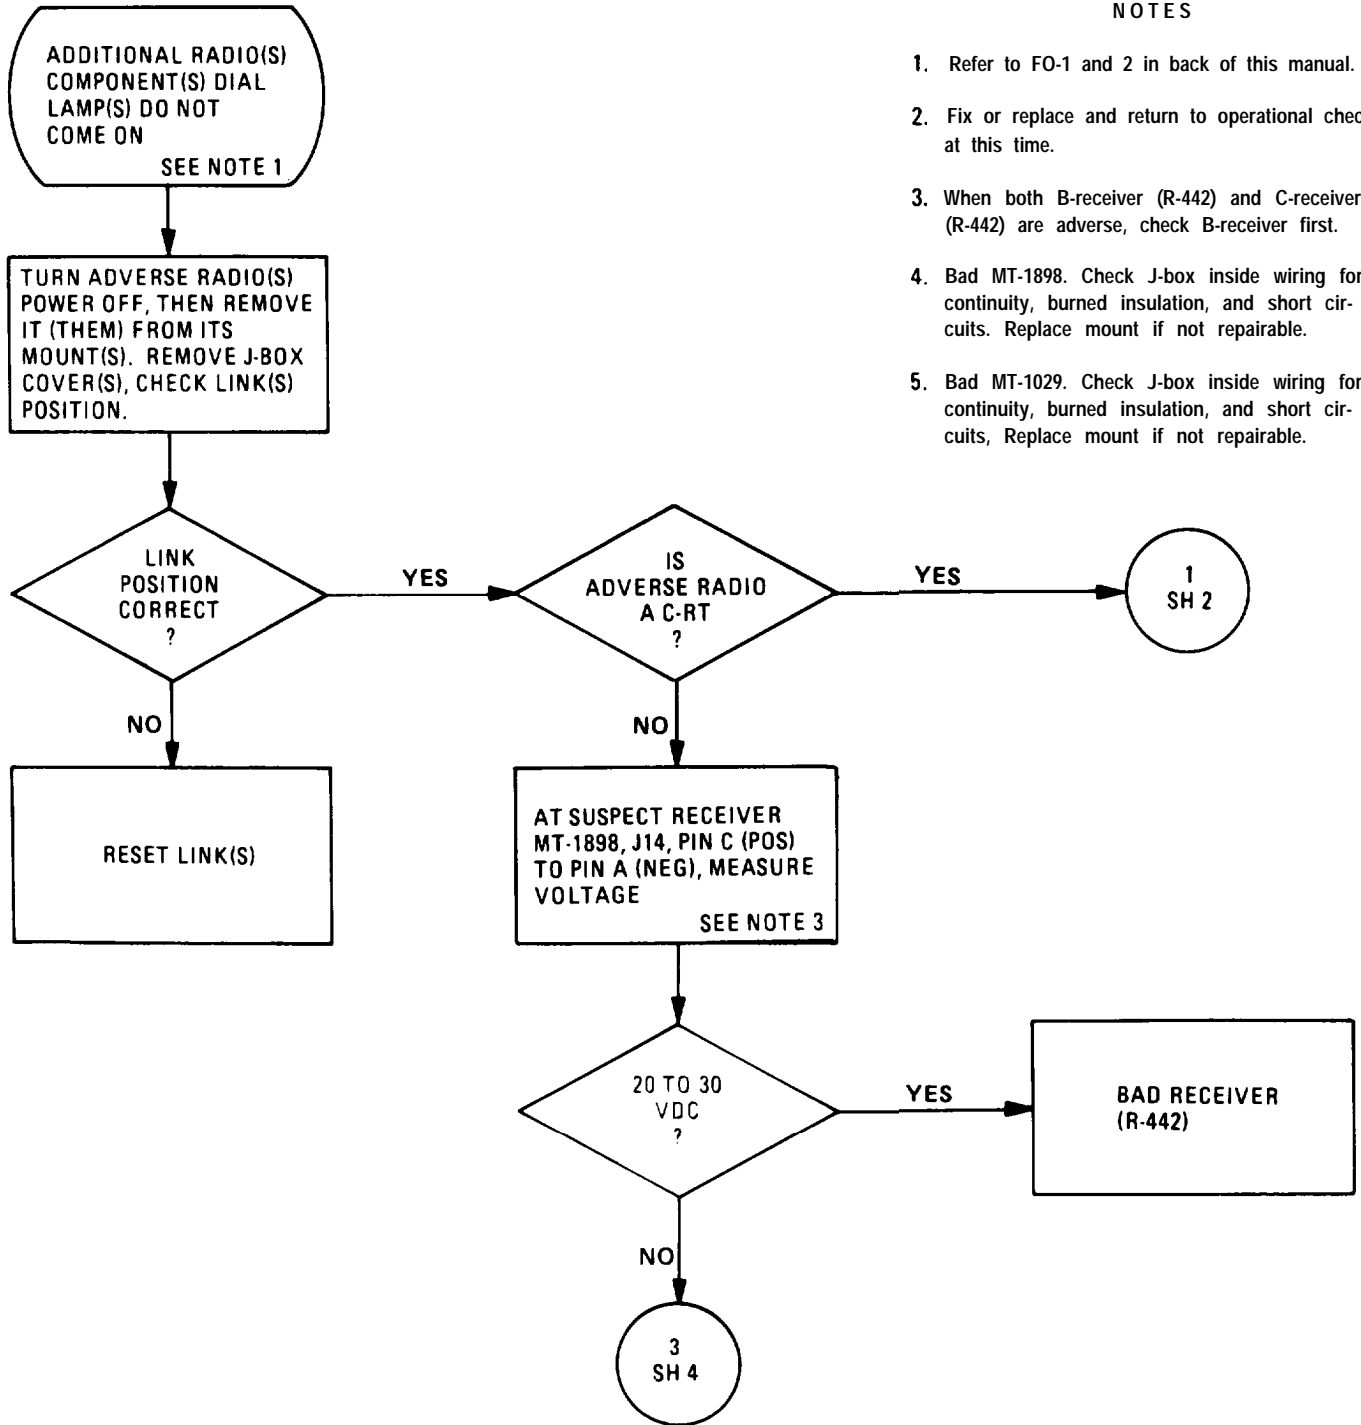 NOTES
1. Refer to FO-1 and 2 in back of this manual.
2. Fix or replace and return to operational chec
at this time.
3. When both B-receiver (R-442) and C-receiver
(R-442) are adverse, check B-receiver first.
4. Bad MT-1898. Check J-box inside wiring for
continuity, burned insulation, and short cir-
cuits. Replace mount if not repairable.
5. Bad MT-1029. Check J-box inside wiring for
continuity, burned insulation, and short cir-
cuits, Replace mount if not repairable.
ADDITIONAL RADIO(S)
COMPONENT(S) DIAL
LAMP(S) DO NOT
COME ON
SEE NOTE 1
TURN ADVERSE RADIO(S)
POWER OFF, THEN REMOVE
IT (THEM) FROM ITS
MOUNT(S). REMOVE J-BOX
COVER(S), CHECK LINK(S)
POSITION.
LINK
POSITION
CORRECT
?
YES
IS
ADVERSE RADIO
A C-RT
?
YES
1
SH 2
NO
RESET LINK(S)
NO
AT SUSPECT RECEIVER
MT-1898, J14, PIN C (POS)
TO PIN A (NEG), MEASURE
VOLTAGE
SEE NOTE 3
20 TO 30
VDC
?
YES
BAD RECEIVER
(R-442)
NO
3
SH 4